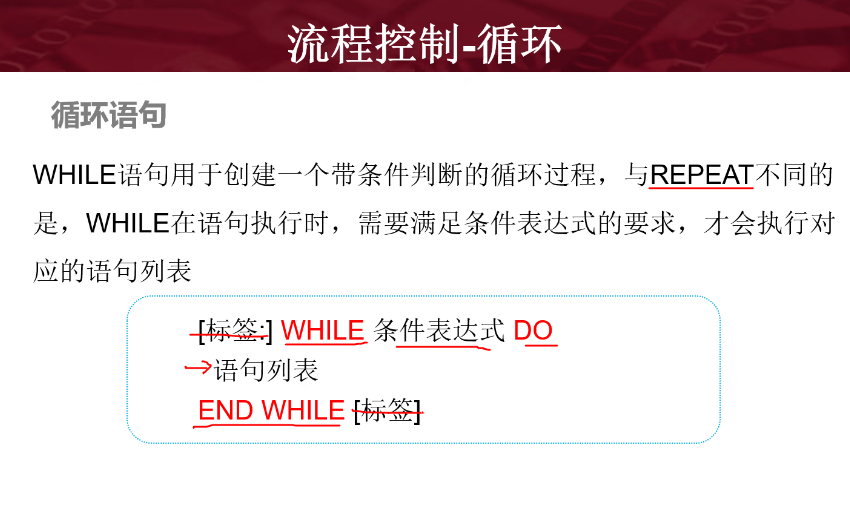 流程控制-循环
循环语句
WHILE语句用于创建一个带条件判断的循环过程，与REPEAT不同的
是，WHILE在语句执行时，需要满足条件表达式的要求，才会执行对
应的语句列表
[标签:] WHILE 条件表达式 DO
语句列表
END WHILE [标签]